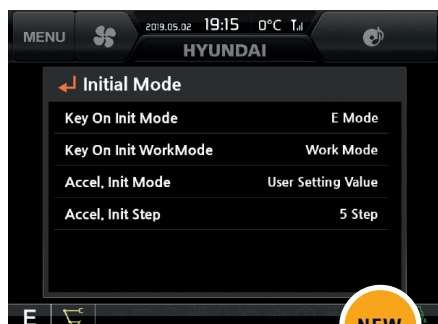 MENU
2019.05.02 19:15 0°C
HYUNDAI
Initial Mode
Key On Init Mode E Mode
Key On Init WorkMode Work Mode
Accel, Init Mode User Setting Value
Accel, Init Step 5 Step
E
NEW